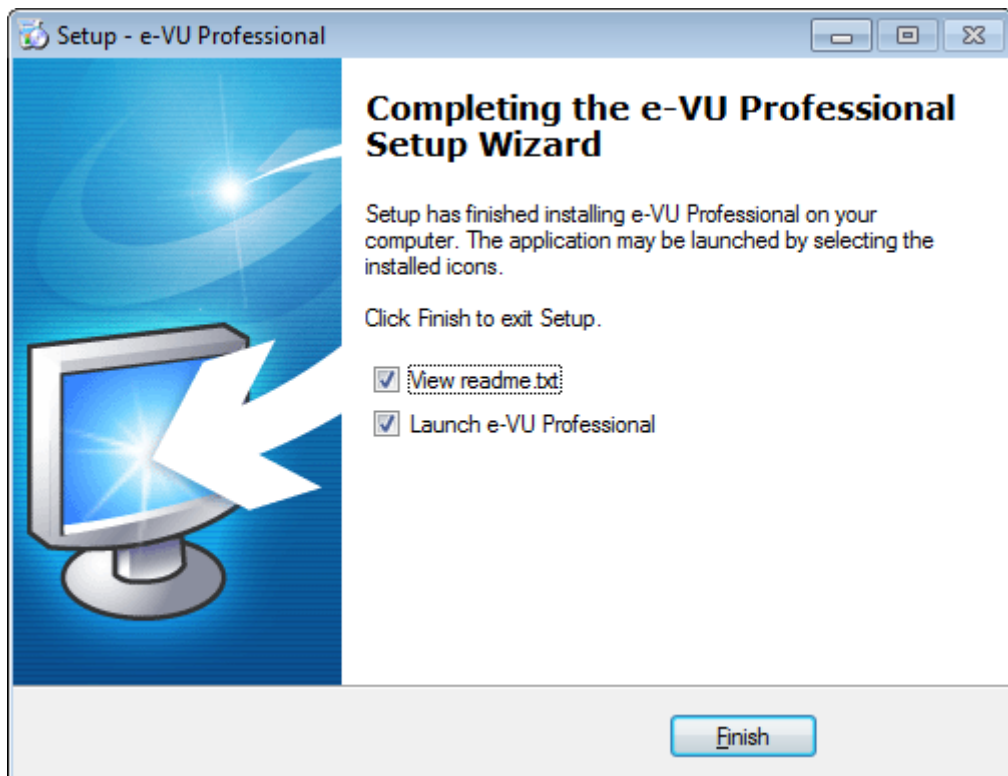 Setup - e-VU Professional
Completing the e-VU Professional
Setup Wizard
Setup has finished installing e-VU Professional on your
computer. The application may be launched by selecting the
installed icons.
Click Finish to exit Setup.
View readme.txt
Launch e-VU Professional
Finish